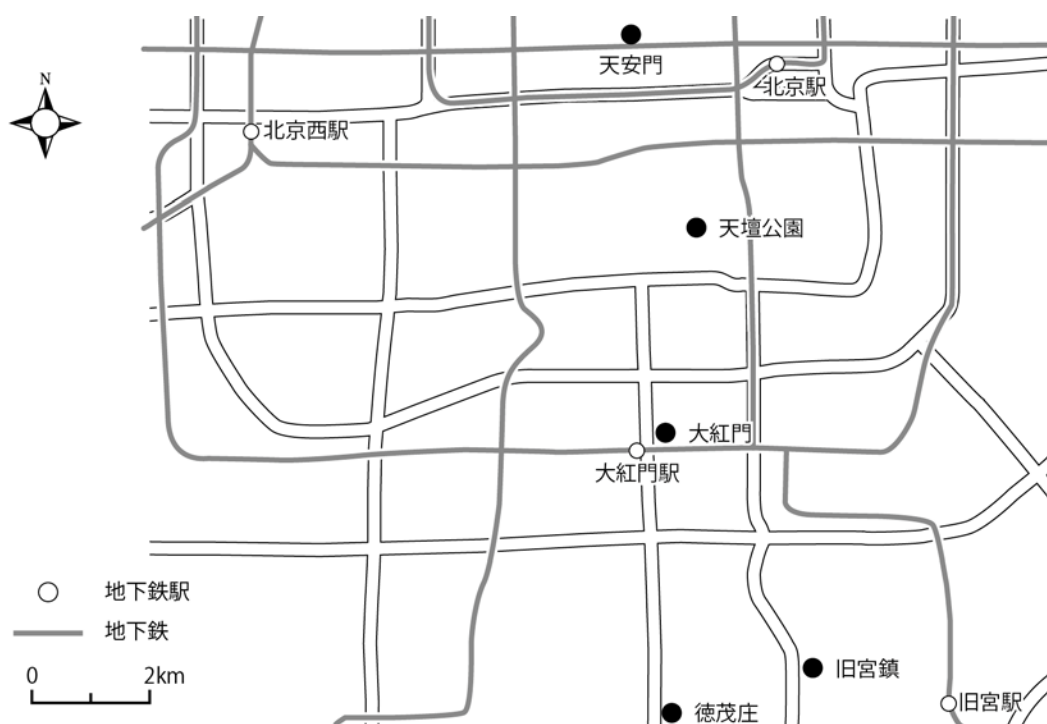 天安門
北京駅
N
北京西駅
天壇公園
大紅門
大紅門駅
地下鉄駅
地下鉄
0 2km
旧宮鎮
旧宮駅
徳茂庄